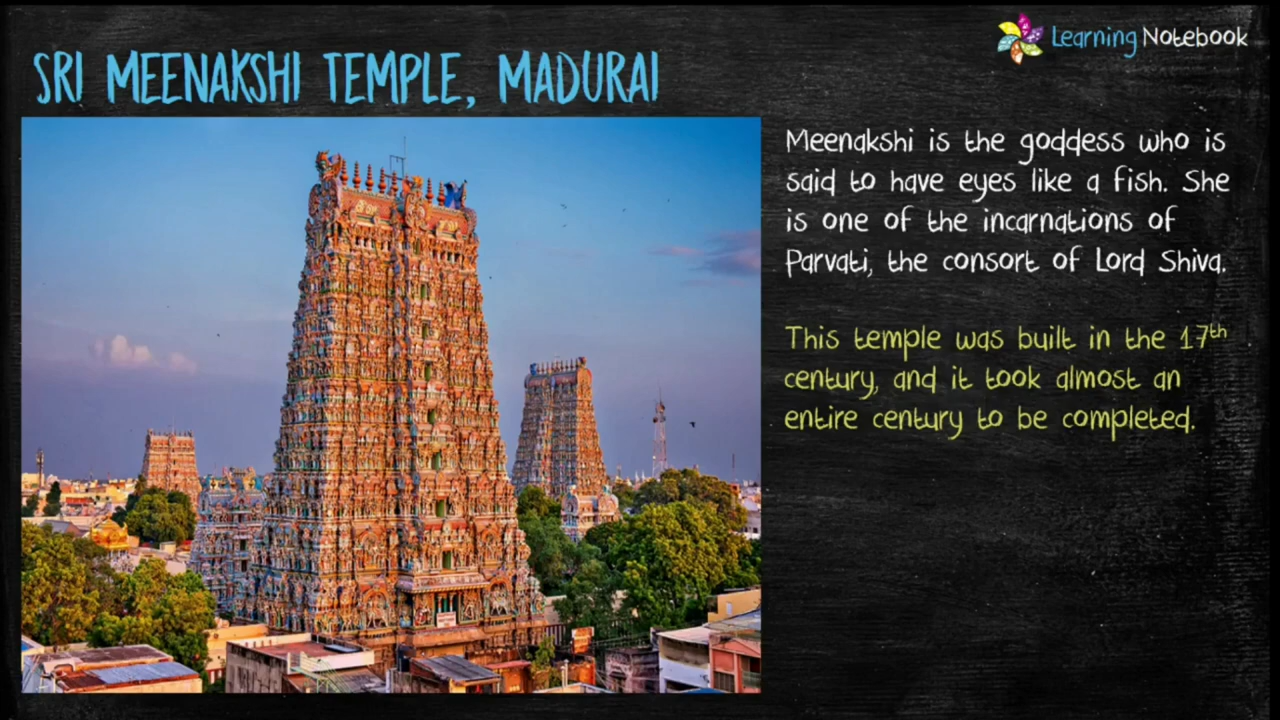 Learning Notebook
SRI MEENAKSHI TEMPLE, MADURAI
Meenakshi is the goddess who is
said to have eyes like a fish. She
is one of the incarnations of
Parvati, the consort of Lord Shiva.
This temple was built in the 17th
century, and it took almost an
entire century to be completed.